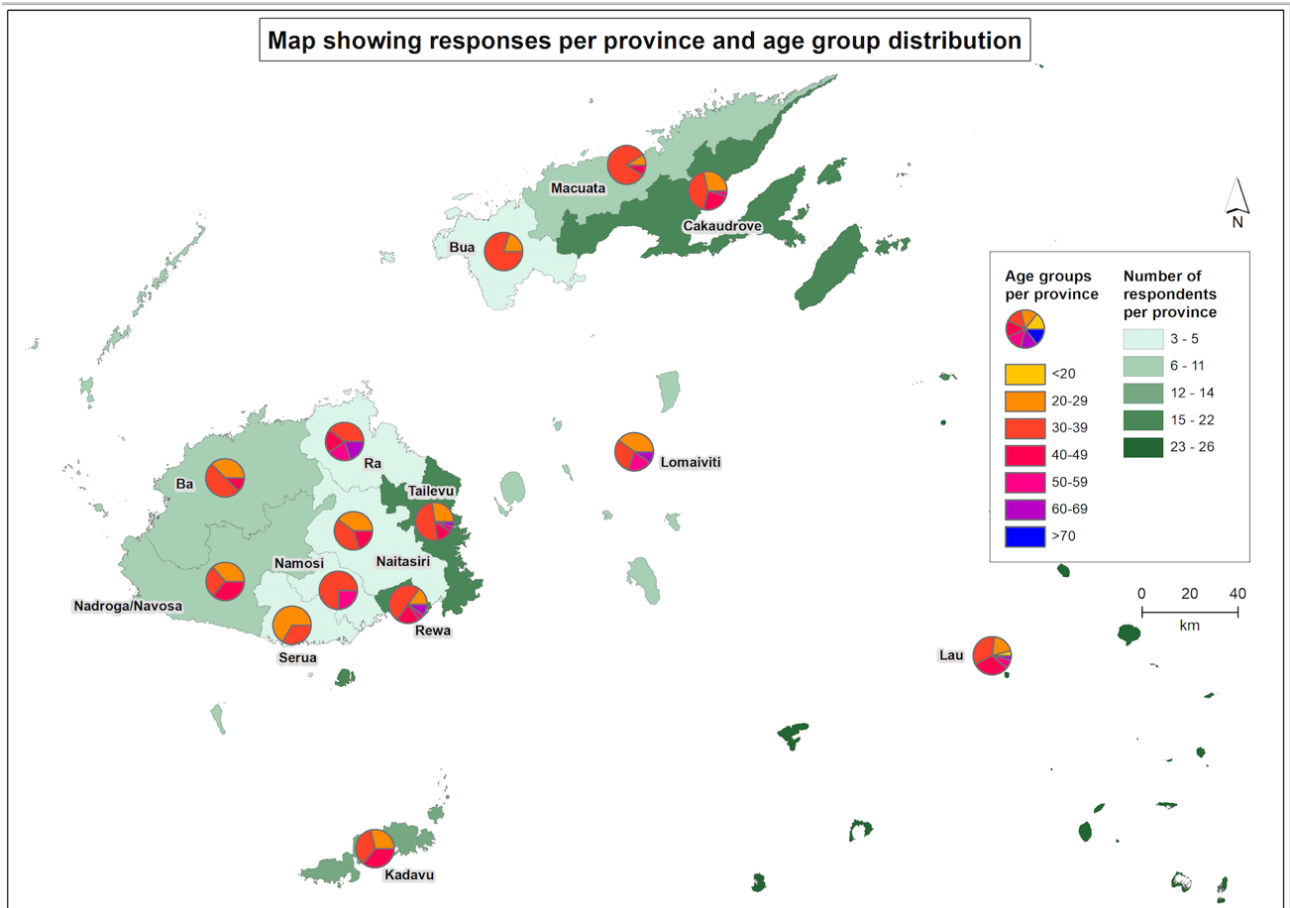 Map showing responses per province and age group distribution
Macuata
Cakaudrove
Bua
N
Age groups
per province
<20
20-29
30-39
40-49
50-59
60-69
>70
Number of
respondents
per province
3 - 5
6 - 11
12 - 14
15 - 22
23 - 26
0 20 40
km
Ra
Ba
Lomaiviti
Tailevu
Namosi
Naitasiri
Nadroga/Navosa
Rewa
Serua
Lau
Kadavu